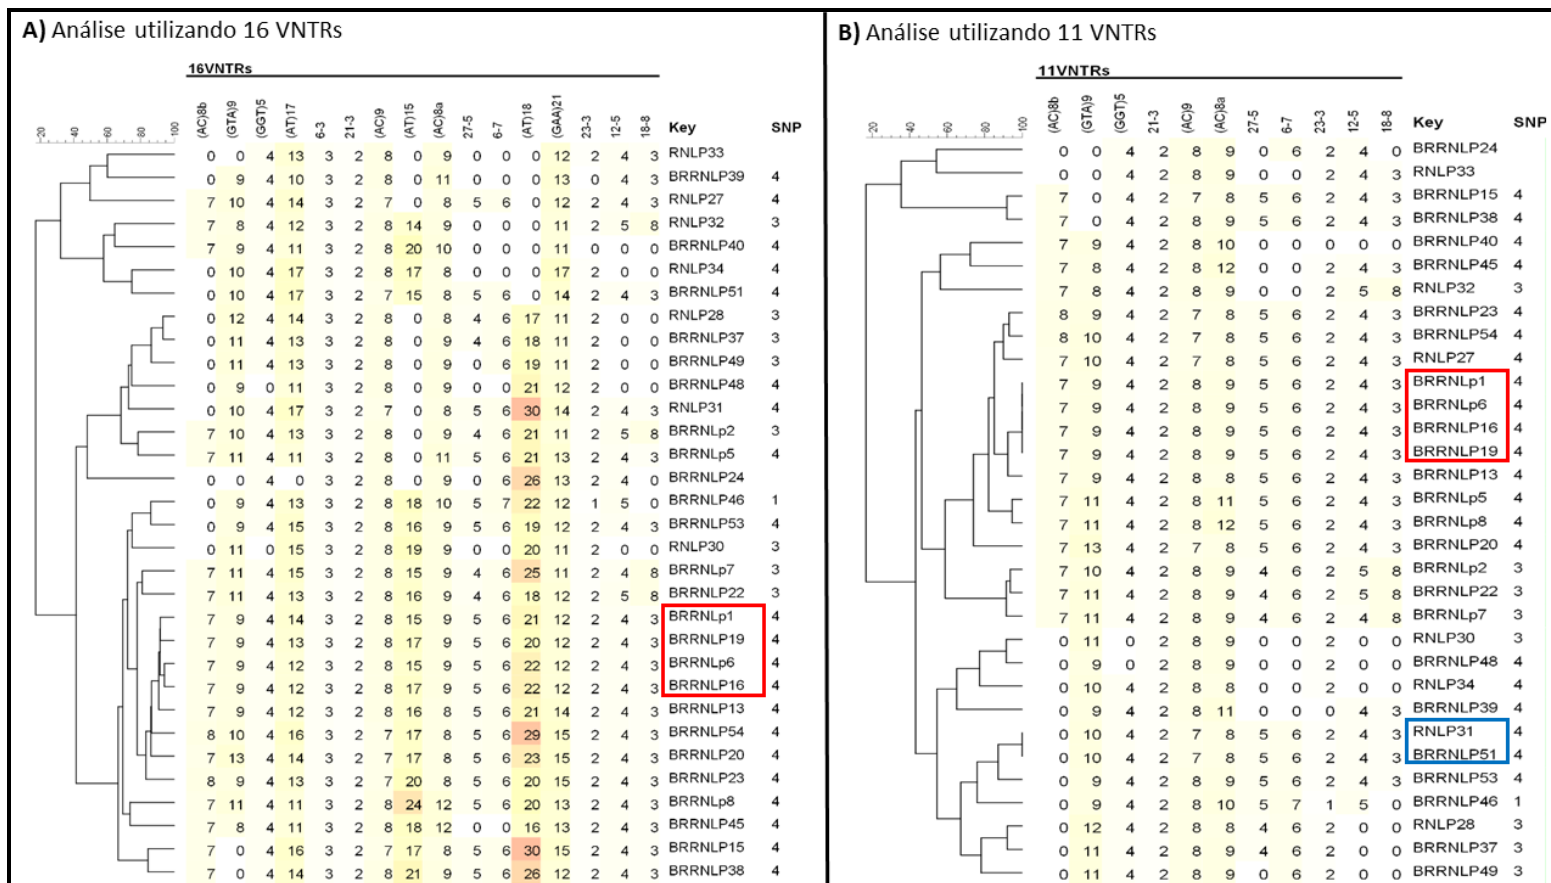 A) Análise utilizando 16 VNTRs
16VNTRs
20 40 60 80 100 (AC)8b (GTA)9 (GGT)5 (AT)17 6-3 21-3 (AC)9 (AT)15 (AC)8a 27-5 6-7 (AT)18 (GAA)21 23-3 12-5 18-8 Key SNP
0 0 4 13 3 2 8 0 9 0 0 0 12 2 4 3 RNLP33
0 9 4 10 3 2 8 0 11 0 0 0 13 0 4 3 BRRNLP39 4
7 10 4 14 3 2 7 0 8 5 6 0 12 2 4 3 RNLP27 4
7 8 4 12 3 2 8 14 9 0 0 0 11 2 5 8 RNLP32 3
7 9 4 11 3 2 8 20 10 0 0 0 11 0 0 0 BRRNLP40 4
0 10 4 17 3 2 8 17 8 0 0 0 17 2 0 0 RNLP34 4
0 10 4 17 3 2 7 15 8 5 6 0 14 2 4 3 BRRNLP51 4
0 12 4 14 3 2 8 0 8 4 6 17 11 2 0 0 RNLP28 3
0 11 4 13 3 2 8 0 9 4 6 18 11 2 0 0 BRRNLP37 3
0 11 4 13 3 2 8 0 9 0 6 19 11 2 0 0 BRRNLP49 3
0 9 0 11 3 2 8 0 9 0 0 21 12 2 0 0 BRRNLP48 4
0 10 4 17 3 2 7 0 8 5 6 30 14 2 4 3 RNLP31 4
7 10 4 13 3 2 8 0 9 4 6 21 11 2 5 8 BRRNLp2 3
7 11 4 11 3 2 8 0 11 5 6 21 13 2 4 3 BRRNLp5 4
0 0 4 0 3 2 8 0 9 0 6 26 13 2 4 0 BRRNLP24
0 9 4 13 3 2 8 18 10 5 7 22 12 1 5 0 BRRNLP46 1
0 9 4 15 3 2 8 16 9 5 6 19 12 2 4 3 BRRNLP53 4
0 11 0 15 3 2 8 19 9 0 0 20 11 2 0 0 RNLP30 3
7 11 4 15 3 2 8 15 9 4 6 25 11 2 4 8 BRRNLp7 3
7 11 4 13 3 2 8 16 9 4 6 18 12 2 5 8 BRRNLP22 3
7 9 4 14 3 2 8 15 9 5 6 21 12 2 4 3 BRRNLp1 4
7 9 4 13 3 2 8 17 9 5 6 20 12 2 4 3 BRRNLP19 4
7 9 4 12 3 2 8 15 9 5 6 22 12 2 4 3 BRRNLp6 4
7 9 4 12 3 2 8 17 9 5 6 22 12 2 4 3 BRRNLP16 4
7 9 4 12 3 2 8 16 8 5 6 21 14 2 4 3 BRRNLP13 4
8 10 4 16 3 2 7 17 8 5 6 29 15 2 4 3 BRRNLP54 4
7 13 4 14 3 2 7 17 8 5 6 23 15 2 4 3 BRRNLP20 4
8 9 4 13 3 2 7 20 8 5 6 20 15 2 4 3 BRRNLP23 4
7 11 4 11 3 2 8 24 12 5 6 20 13 2 4 3 BRRNLp8 4
7 8 4 11 3 2 8 18 12 0 0 16 13 2 4 3 BRRNLP45 4
7 0 4 16 3 2 7 17 8 5 6 30 15 2 4 3 BRRNLP15 4
7 0 4 14 3 2 8 21 9 5 6 26 12 2 4 3 BRRNLP38 4
B) Análise utilizando 11 VNTRs
11VNTRs
20 40 60 80 100 (AC)8b (GTA)9 (GGT)5 21-3 (AC)9 (AC)8a 27-5 6-7 23-3 12-5 18-8 Key SNP
0 0 4 2 8 9 0 6 2 4 0 BRRNLP24
0 0 4 2 8 9 0 0 2 4 3 RNLP33
7 0 4 2 7 8 5 6 2 4 3 BRRNLP15 4
7 0 4 2 8 9 5 6 2 4 3 BRRNLP38 4
7 9 4 2 8 10 0 0 0 0 0 BRRNLP40 4
7 8 4 2 8 12 0 0 2 4 3 BRRNLP45 4
7 8 4 2 8 9 0 0 2 5 8 RNLP32 3
8 9 4 2 7 8 5 6 2 4 3 BRRNLP23 4
8 10 4 2 7 8 5 6 2 4 3 BRRNLP54 4
7 10 4 2 7 8 5 6 2 4 3 RNLP27 4
7 9 4 2 8 9 5 6 2 4 3 BRRNLp1 4
7 9 4 2 8 9 5 6 2 4 3 BRRNLp6 4
7 9 4 2 8 9 5 6 2 4 3 BRRNLP16 4
7 9 4 2 8 9 5 6 2 4 3 BRRNLP19 4
7 9 4 2 8 8 5 6 2 4 3 BRRNLP13 4
7 11 4 2 8 11 5 6 2 4 3 BRRNLp5 4
7 11 4 2 8 12 5 6 2 4 3 BRRNLp8 4
7 13 4 2 7 8 5 6 2 4 3 BRRNLP20 4
7 10 4 2 8 9 4 6 2 5 8 BRRNLp2 3
7 11 4 2 8 9 4 6 2 5 8 BRRNLP22 3
7 11 4 2 8 9 4 6 2 4 8 BRRNLp7 3
0 11 0 2 8 9 0 0 2 0 0 RNLP30 3
0 9 0 2 8 9 0 0 2 0 0 BRRNLP48 4
0 10 4 2 8 8 0 0 2 0 0 RNLP34 4
0 9 4 2 8 11 0 0 0 4 3 BRRNLP39 4
0 10 4 2 7 8 5 6 2 4 3 RNLP31 4
0 10 4 2 7 8 5 6 2 4 3 BRRNLP51 4
0 9 4 2 8 9 5 6 2 4 3 BRRNLP53 4
0 9 4 2 8 10 5 7 1 5 0 BRRNLP46 1
0 12 4 2 8 8 4 6 2 0 0 RNLP28 3
0 11 4 2 8 9 4 6 2 0 0 BRRNLP37 3
0 11 4 2 8 9 0 6 2 0 0 BRRNLP49 3